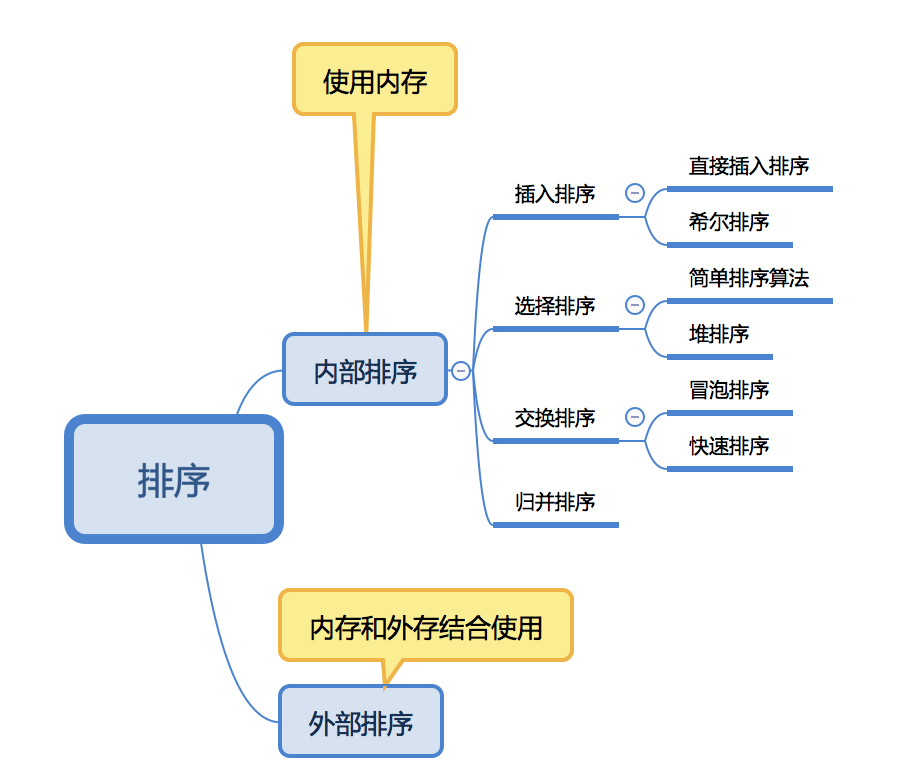 使用内存
直接插入排序
插入排序
希尔排序
简单排序算法
选择排序
堆排序
内部排序
冒泡排序
交换排序
快速排序
排序
归并排序
内存和外存结合使用
外部排序